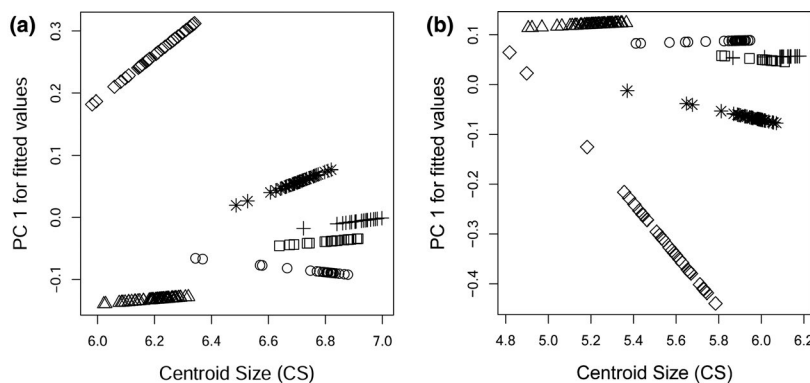 (a)
PC 1 for fitted values
0.3
0.2
0.1
0.0
-0.1
6.0 6.2 6.4 6.6 6.8 7.0
Centroid Size (CS)
(b)
PC 1 for fitted values
0.1
0.0
-0.1
-0.2
-0.3
-0.4
4.8 5.0 5.2 5.4 5.6 5.8 6.0 6.2
Centroid Size (CS)